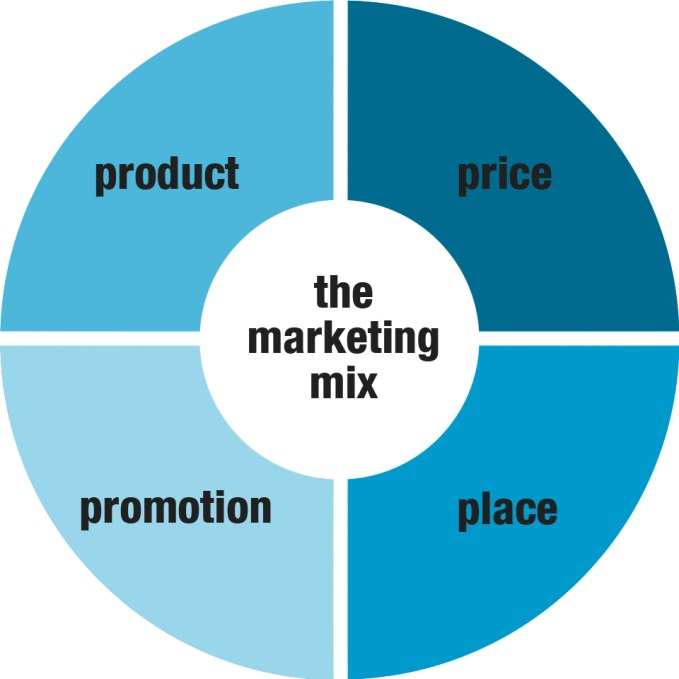 product
price
the
marketing
mix
promotion
place